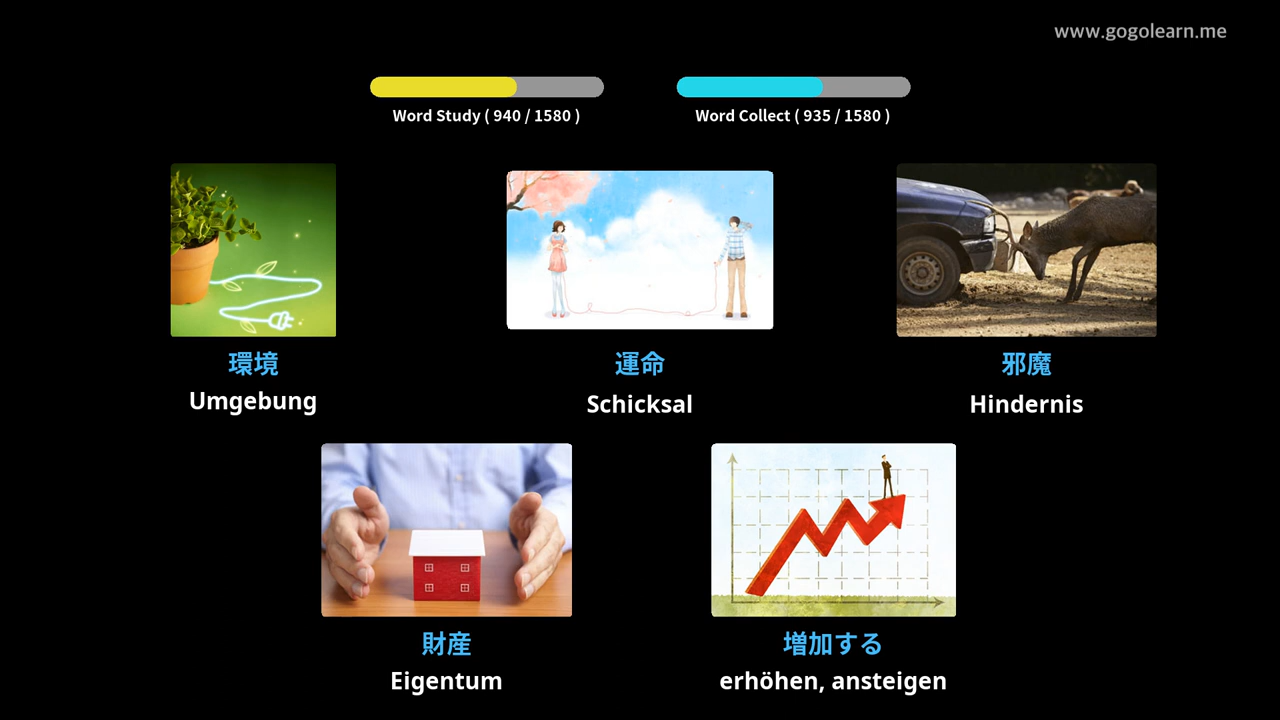 www.gogolearn.me
Word Study ( 940 / 1580 )
Word Collect ( 935 / 1580 )
環境
Umgebung
運命
Schicksal
邪魔
Hindernis
財産
Eigentum
増加する
erhöhen, ansteigen